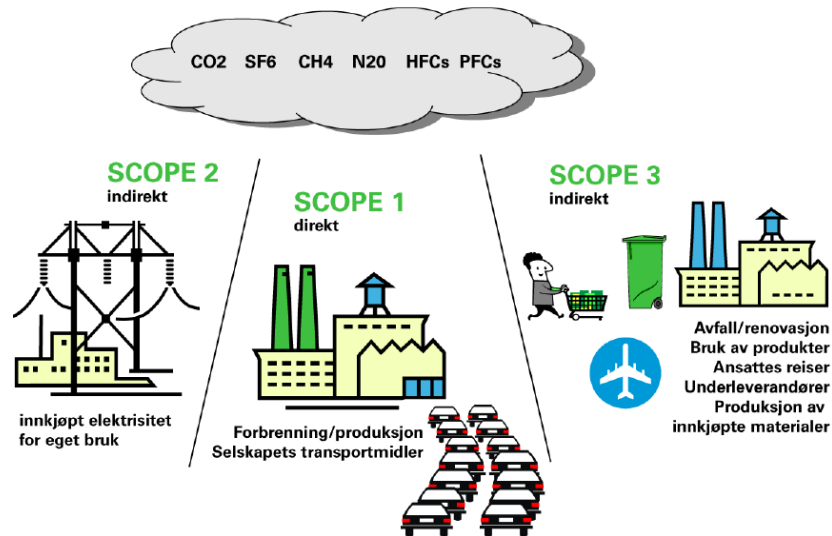 CO2 SF6 CH4 N20 HFCs PFCs
SCOPE 2
indirekt
innkjøpt elektrisitet
for eget bruk
SCOPE 1
direkt
Forbrenning/produksjon
Selskapets transportmidler
SCOPE 3
indirekt
Avfall/renovasjon
Bruk av produkter
Ansattes reiser
Underleverandører
Produksjon av
innkjøpte materialer